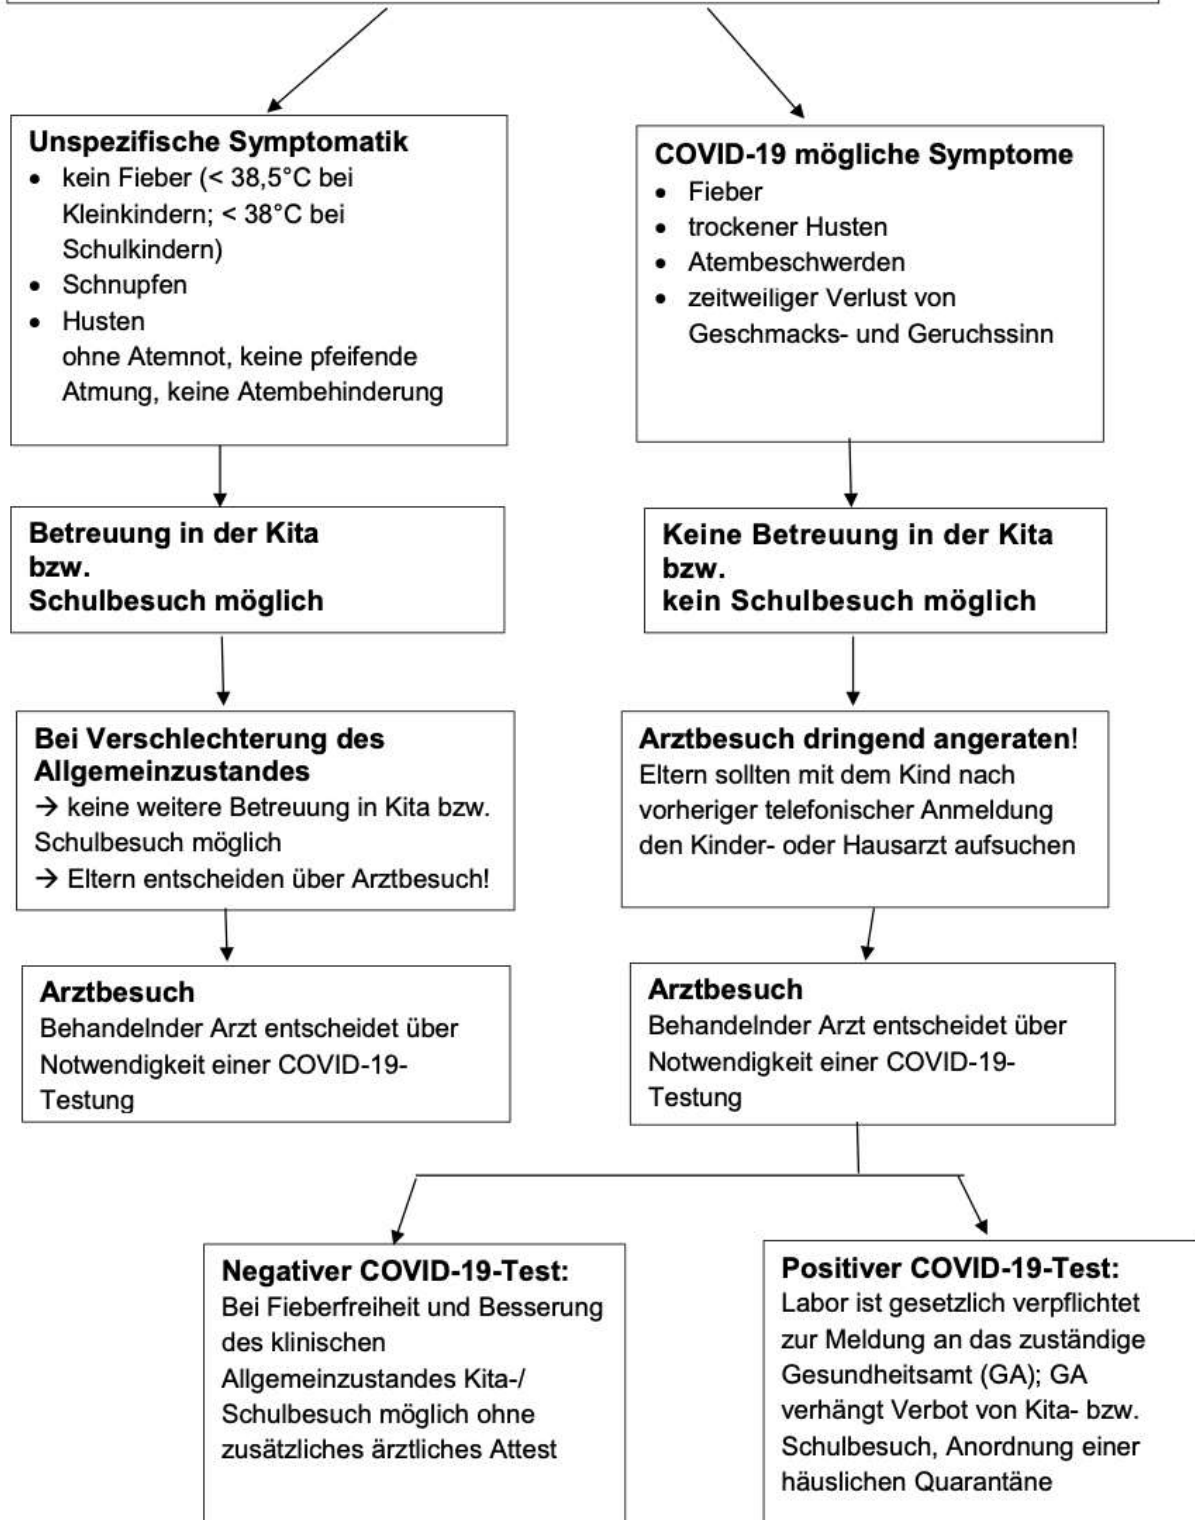 Unspezifische Symptomatik
• kein Fieber (< 38,5°C bei
Kleinkindern; < 38°C bei
Schulkindern)
• Schnupfen
• Husten
ohne Atemnot, keine pfeifende
Atmung, keine Atembehinderung
COVID-19 mögliche Symptome
• Fieber
• trockener Husten
• Atembeschwerden
• zeitweiliger Verlust von
Geschmacks- und Geruchssinn
Betreuung in der Kita
bzw.
Schulbesuch möglich
Keine Betreuung in der Kita
bzw.
kein Schulbesuch möglich
Bei Verschlechterung des
Allgemeinzustandes
→ keine weitere Betreuung in Kita bzw.
Schulbesuch möglich
→ Eltern entscheiden über Arztbesuch!
Arztbesuch dringend angeraten!
Eltern sollten mit dem Kind nach
vorheriger telefonischer Anmeldung
den Kinder- oder Hausarzt aufsuchen
Arztbesuch
Behandelnder Arzt entscheidet über
Notwendigkeit einer COVID-19-
Testung
Arztbesuch
Behandelnder Arzt entscheidet über
Notwendigkeit einer COVID-19-
Testung
Negativer COVID-19-Test:
Bei Fieberfreiheit und Besserung
des klinischen
Allgemeinzustandes Kita-/
Schulbesuch möglich ohne
zusätzliches ärztliches Attest
Positiver COVID-19-Test:
Labor ist gesetzlich verpflichtet
zur Meldung an das zuständige
Gesundheitsamt (GA); GA
verhängt Verbot von Kita- bzw.
Schulbesuch, Anordnung einer
häuslichen Quarantäne